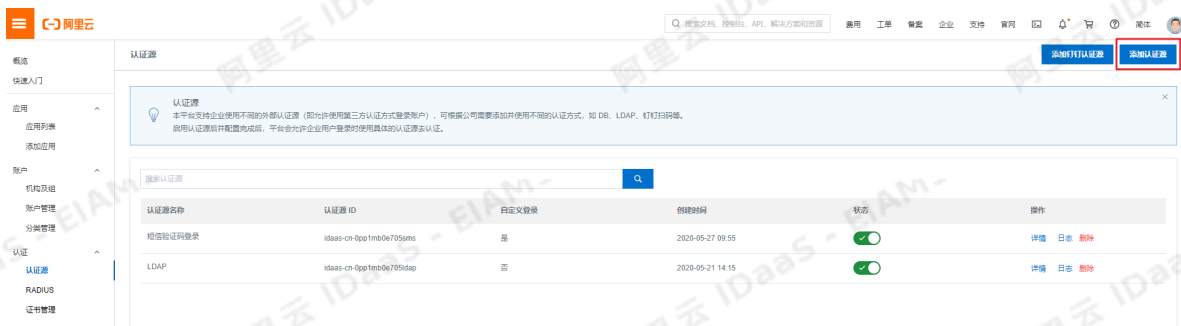 阿里云
搜索文档、控制台、API、解决方案和资源
费用 工单 备案 企业 支持 官网 简体
概览
快速入门
应用
应用列表
添加应用
账户
机构及组
账户管理
分类管理
认证
认证源
RADIUS
证书管理
认证源
添加钉钉认证源 添加认证源
认证源
本平台支持企业使用不同的外部认证源（即允许使用第三方认证方式登录账户），可根据公司需要添加并使用不同的认证方式，如 DB、LDAP、钉钉扫码等。
启用认证源后并配置完成后，平台会允许企业用户登录时使用具体的认证源去认证。
搜索认证源
认证源名称 认证源 ID 自定义登录 创建时间 状态 操作
短信验证码登录 idaas-cn-0pp1mb0e705sms 是 2020-05-27 09:55 详情 日志 删除
LDAP idaas-cn-0pp1mb0e705ldap 否 2020-05-21 14:15 详情 日志 删除